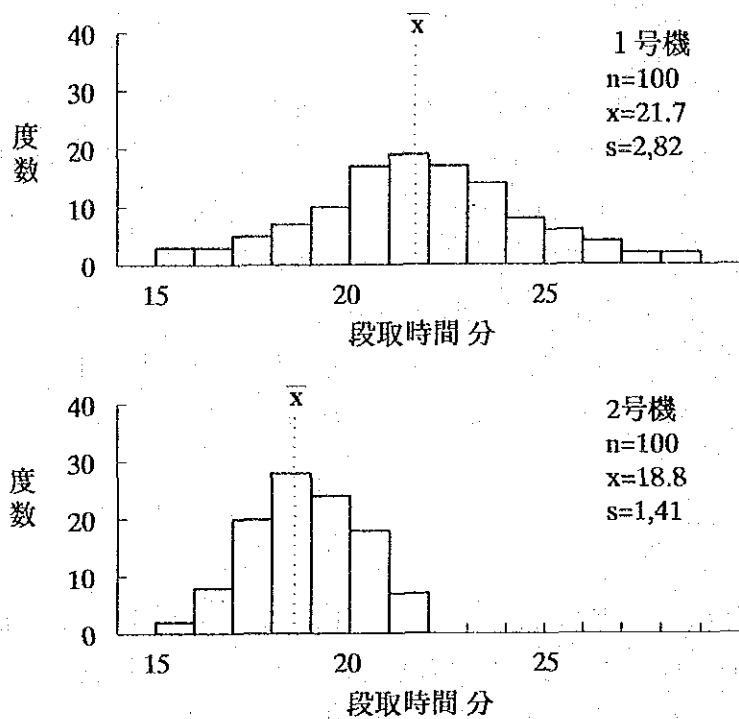 x̄
1号機
n=100
x=21.7
s=2,82
度数
40
30
20
10
0
15 20 25
段取時間 分
x̄
2号機
n=100
x=18.8
s=1,41
度数
40
30
20
10
0
15 20 25
段取時間 分